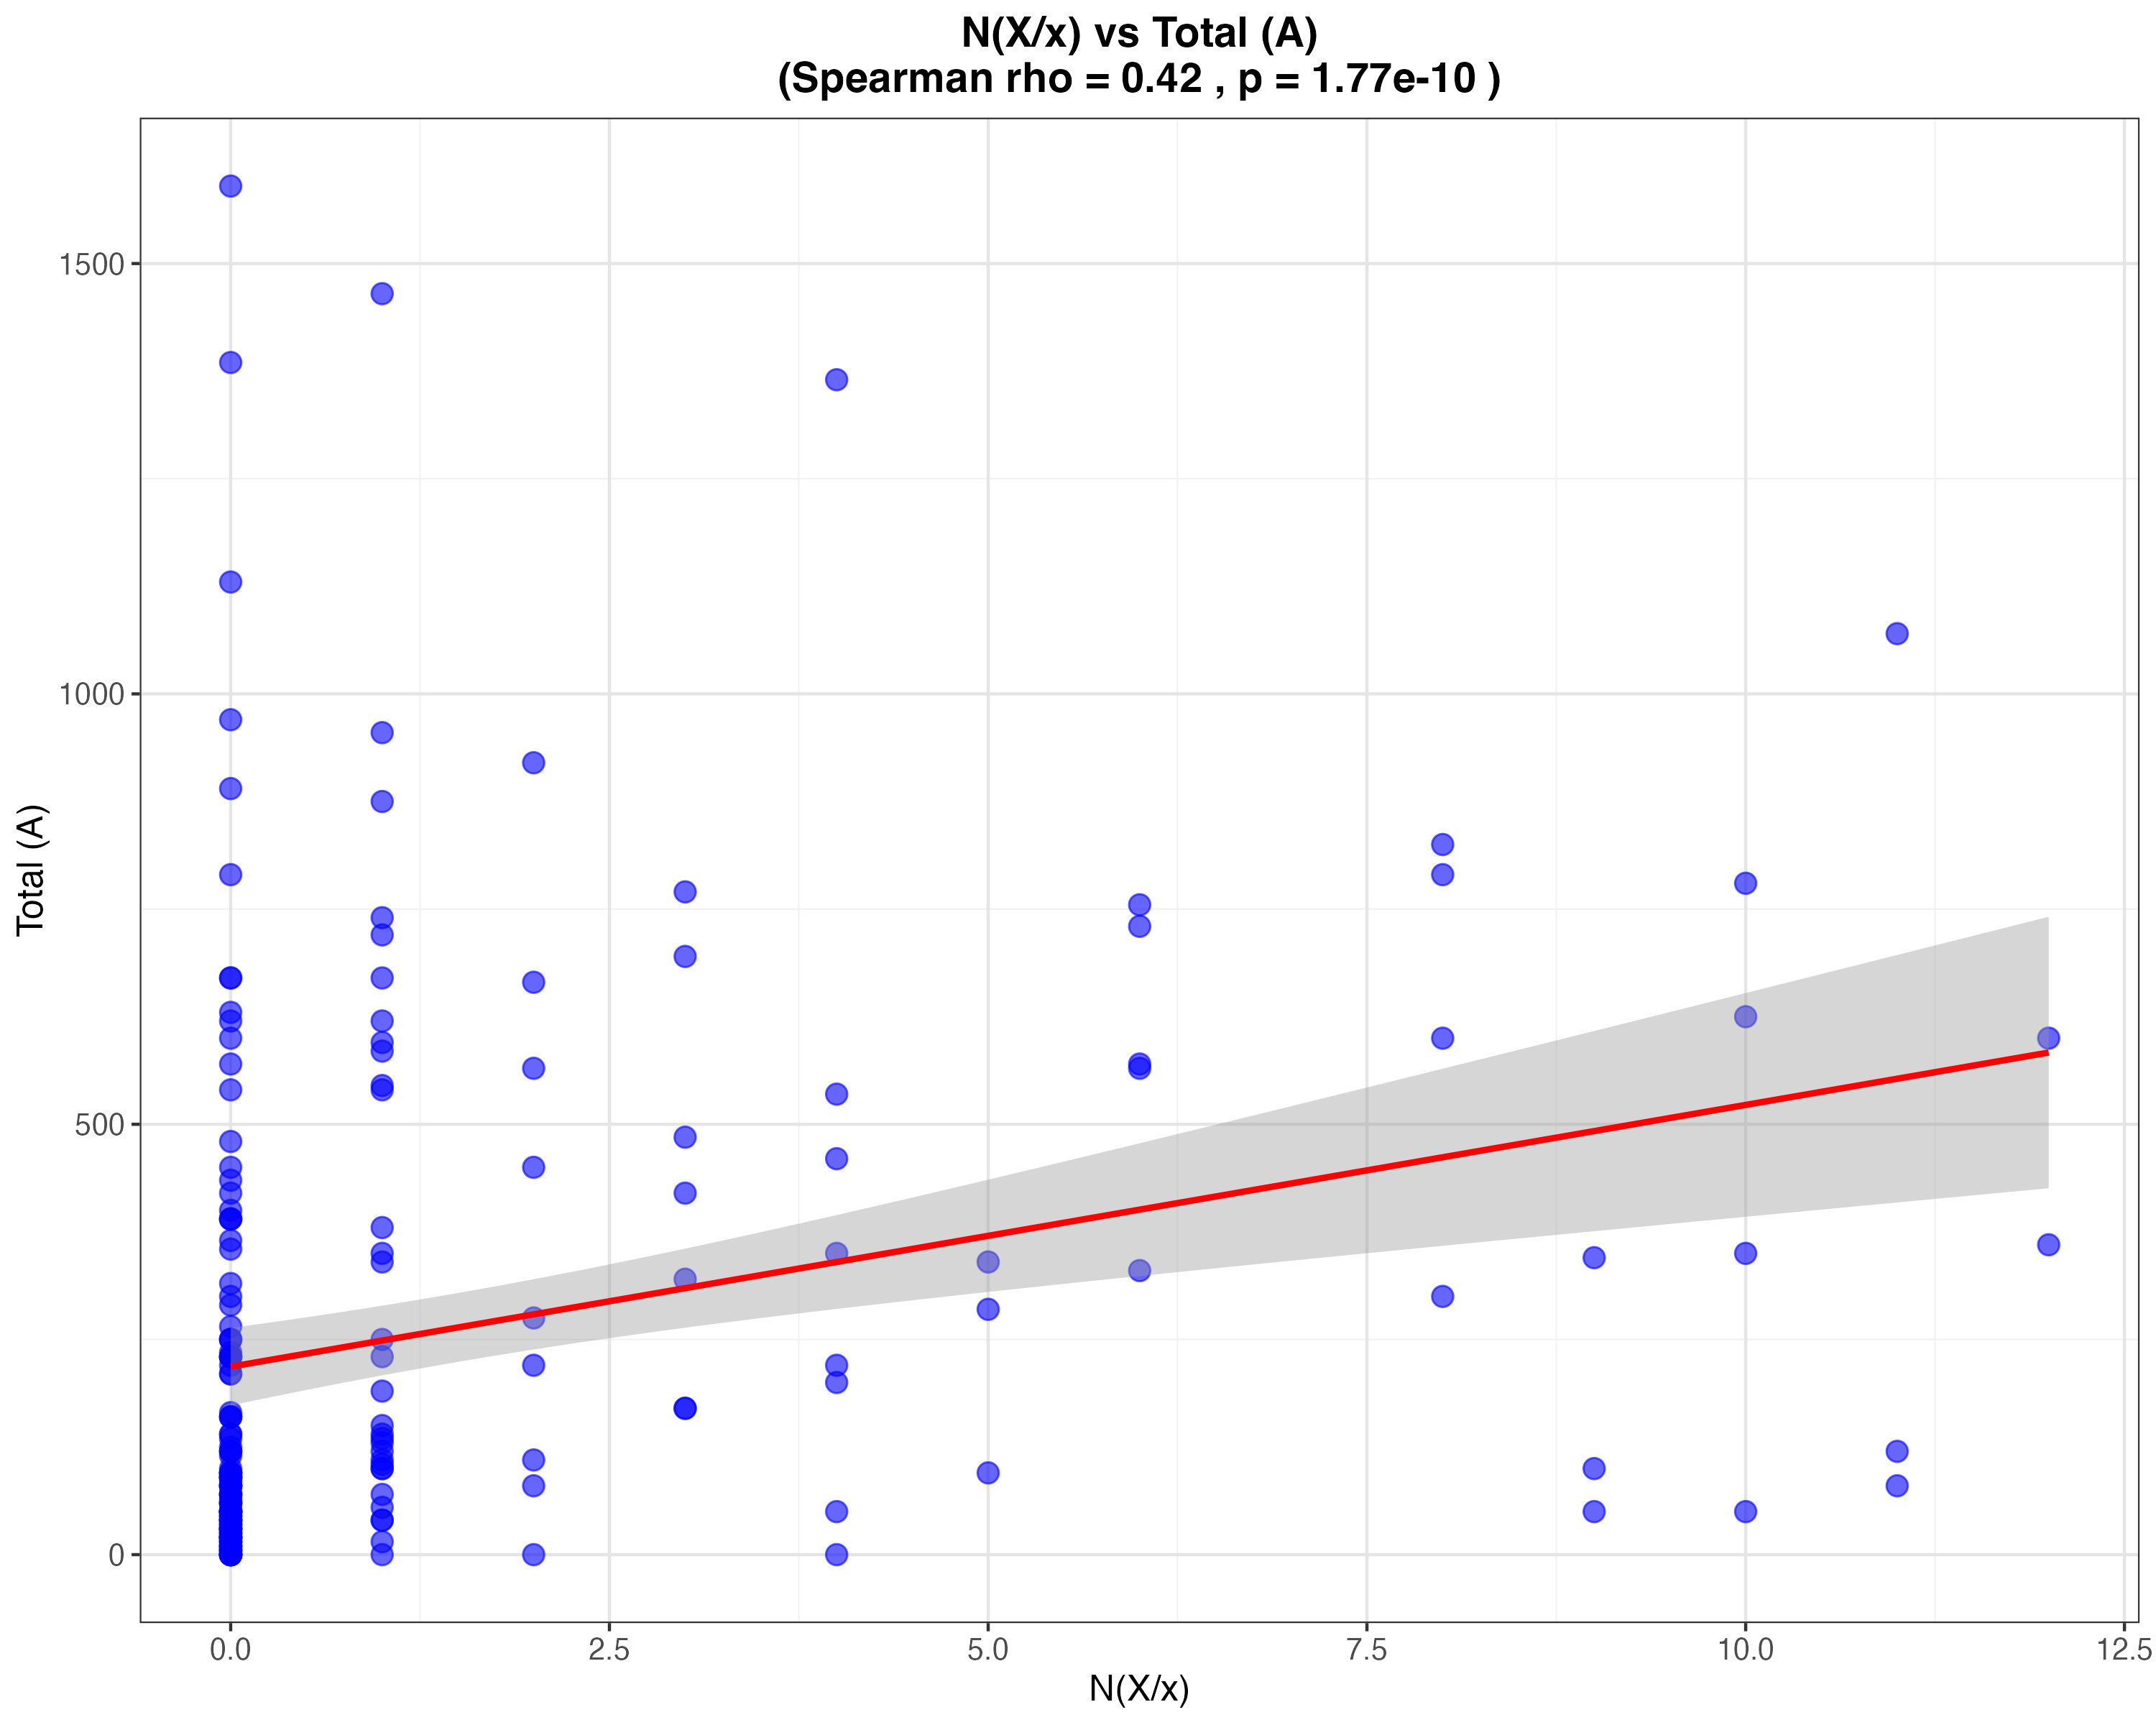 N(X/x) vs Total (A)
(Spearman rho = 0.42 , p = 1.77e-10 )
1500
1000
500
0
Total (A)
0.0 2.5 5.0 7.5 10.0 12.5
N(X/x)